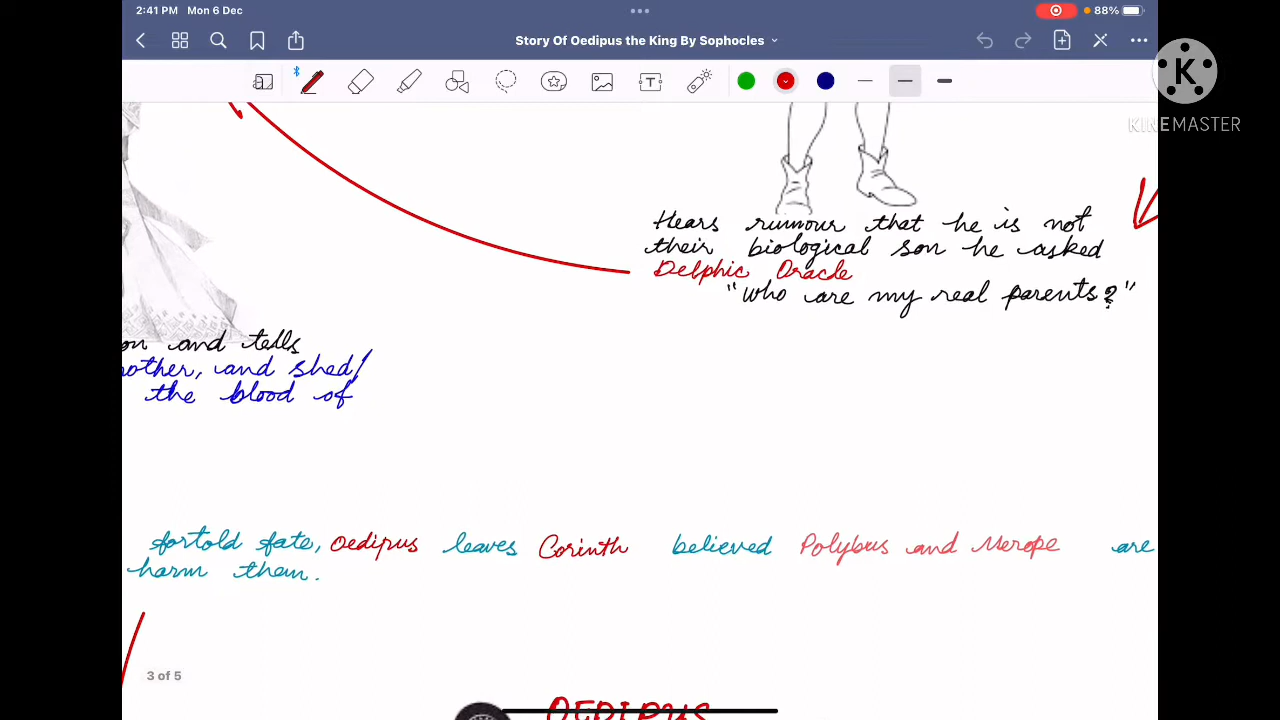 2:41 PM Mon 6 Dec
88%
Story Of Oedipus the King By Sophocles
K
KINEMASTER
Hears rumour that he is not
their biological son he asked
Delphic Oracle
"Who are my real parents?"
on and tells
mother, and shed/
the blood of
fortold fate, Oedipus leaves Corinth believed Polybus and Merope are
harm them.
3 of 5
OEDIPUS